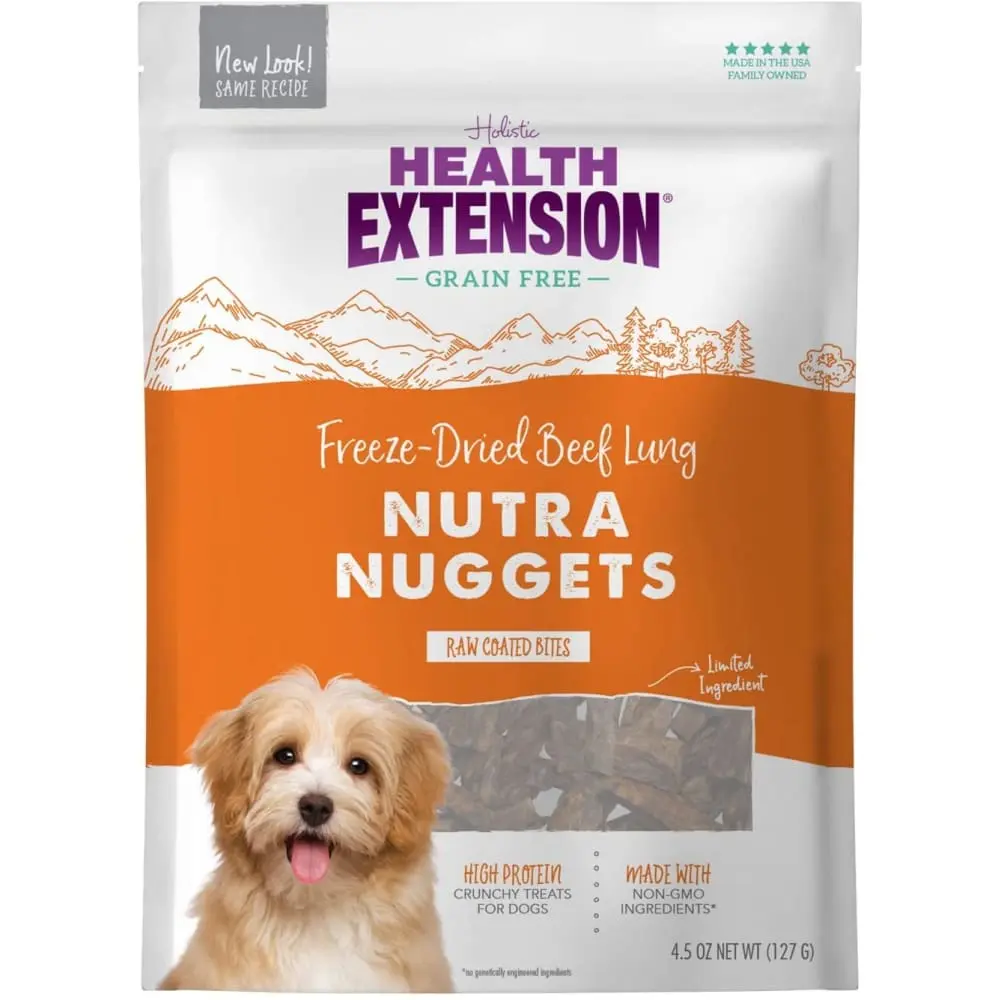 New Look!
SAME RECIPE
★★★★★
MADE IN THE USA
FAMILY OWNED
Holistic
HEALTH
EXTENSION®
— GRAIN FREE —
Freeze-Dried Beef Lung
NUTRA
NUGGETS
RAW COATED BITES
Limited
Ingredient
HIGH PROTEIN
CRUNCHY TREATS
FOR DOGS
MADE WITH
NON-GMO
INGREDIENTS*
4.5 OZ NET WT (127 G)
*no genetically engineered ingredients